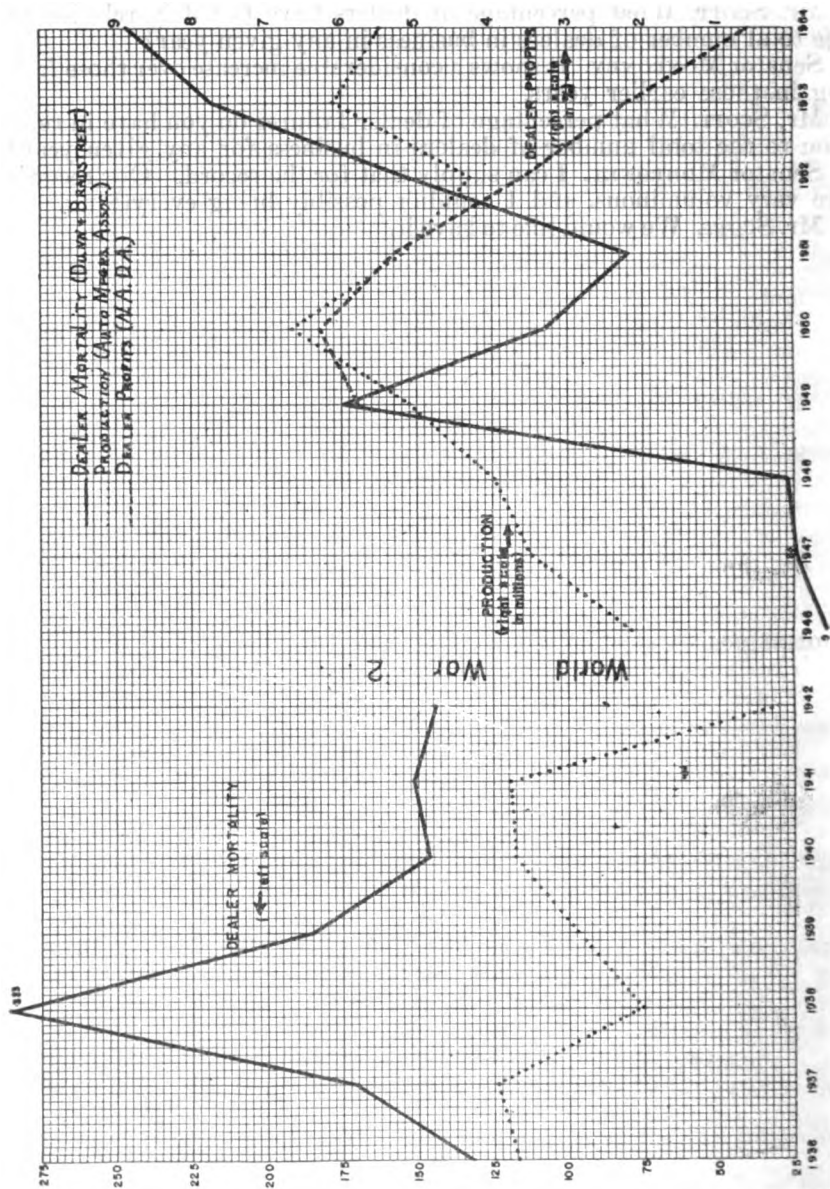 DEALER MORTALITY (DUNN & BRADSTREET)
PRODUCTION (AUTO MFGRS ASSOC.)
DEALER PROFITS (N.A.D.A.)
275
250
225
200
175
150
125
100
75
50
25
9
8
7
6
5
4
3
2
1
DEALER MORTALITY
(left scale)
World War 2
PRODUCTION
(right scale
in millions)
DEALER PROFITS
(right scale
9
1936 1937 1938 1939 1940 1941 1942 1946 1947 1948 1949 1950 1951 1952 1953 1954